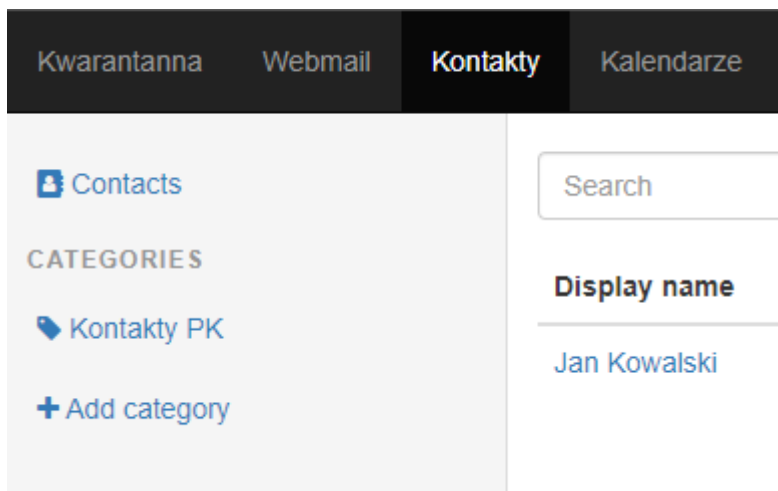 Kwarantanna Webmail Kontakty Kalendarze
Contacts
CATEGORIES
Kontakty PK
Add category
Search
Display name
Jan Kowalski